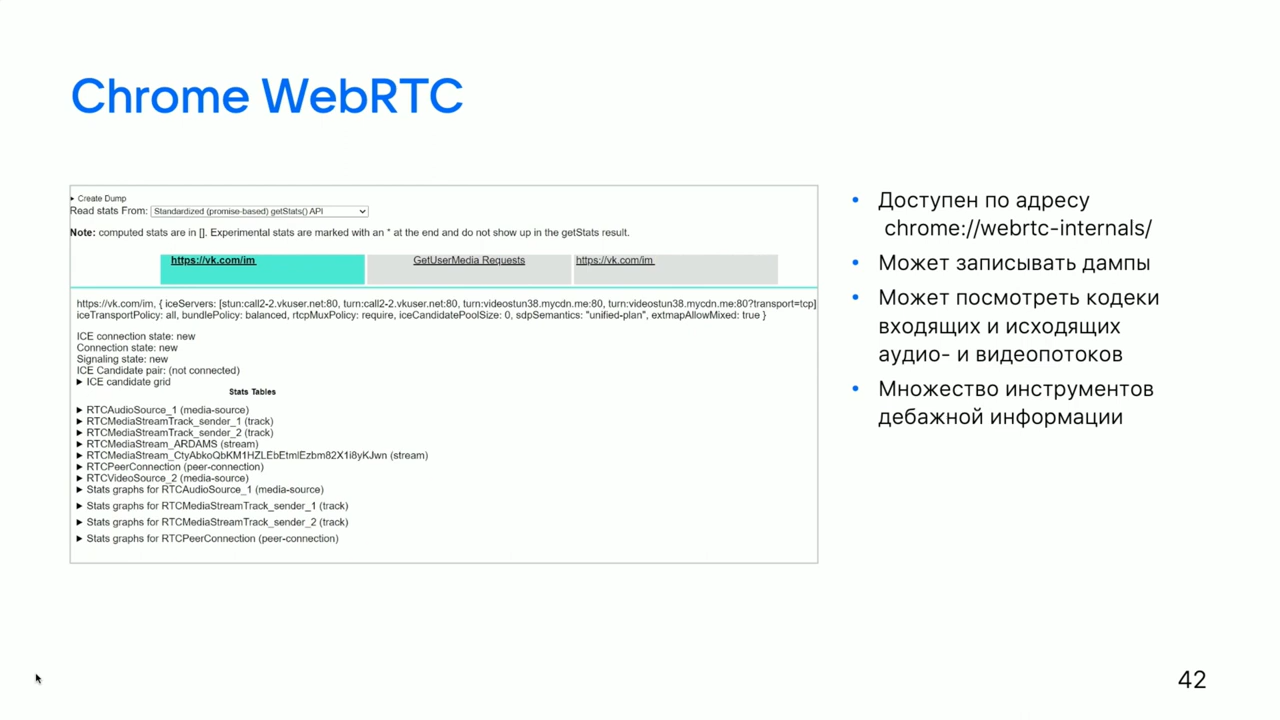 Chrome WebRTC
▸ Create Dump
Read stats From: Standardized (promise-based) getStats() API
Note: computed stats are in []. Experimental stats are marked with an * at the end and do not show up in the getStats result.
https://vk.com/im GetUserMedia Requests https://vk.com/im
https://vk.com/im, { iceServers: [stun:call2-2.vkuser.net:80, turn:call2-2.vkuser.net:80, turn:videostun38.mycdn.me:80, turn:videostun38.mycdn.me:80?transport=tcp]
iceTransportPolicy: all, bundlePolicy: balanced, rtcpMuxPolicy: require, iceCandidatePoolSize: 0, sdpSemantics: "unified-plan", extmapAllowMixed: true }
ICE connection state: new
Connection state: new
Signaling state: new
ICE Candidate pair: (not connected)
▶ ICE candidate grid
Stats Tables
▶ RTCAudioSource_1 (media-source)
▶ RTCMediaStreamTrack_sender_1 (track)
▶ RTCMediaStreamTrack_sender_2 (track)
▶ RTCMediaStream_ARDAMS (stream)
▶ RTCMediaStream_CtyAbkoQbKM1HZLEbEtmlEzbm82X1i8yKJwn (stream)
▶ RTCPeerConnection (peer-connection)
▶ RTCVideoSource_2 (media-source)
▶ Stats graphs for RTCAudioSource_1 (media-source)
▶ Stats graphs for RTCMediaStreamTrack_sender_1 (track)
▶ Stats graphs for RTCMediaStreamTrack_sender_2 (track)
▶ Stats graphs for RTCPeerConnection (peer-connection)
• Доступен по адресу
chrome://webrtc-internals/
• Может записывать дампы
• Может посмотреть кодеки
входящих и исходящих
аудио- и видеопотоков
• Множество инструментов
дебажной информации
42